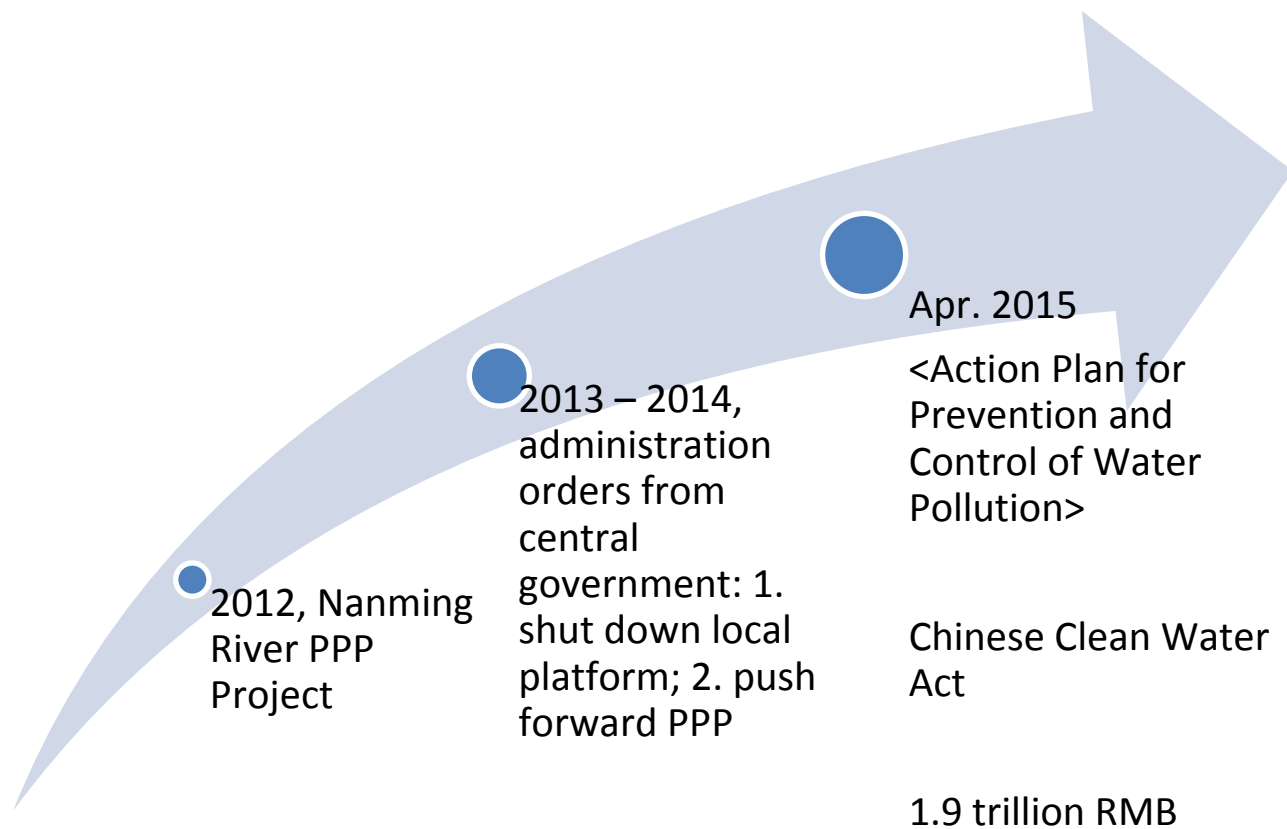 2012, Nanming
River PPP
Project
2013 – 2014,
administration
orders from
central
government: 1.
shut down local
platform; 2. push
forward PPP
Apr. 2015
<Action Plan for
Prevention and
Control of Water
Pollution>
Chinese Clean Water
Act
1.9 trillion RMB